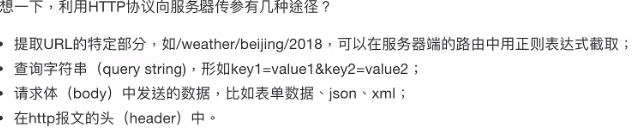 想一下，利用HTTP协议向服务器传参有几种途径？
• 提取URL的特定部分，如/weather/beijing/2018，可以在服务器端的路由中用正则表达式截取；
• 查询字符串（query string)，形如key1=value1&key2=value2；
• 请求体（body）中发送的数据，比如表单数据、json、xml；
• 在http报文的头（header）中。